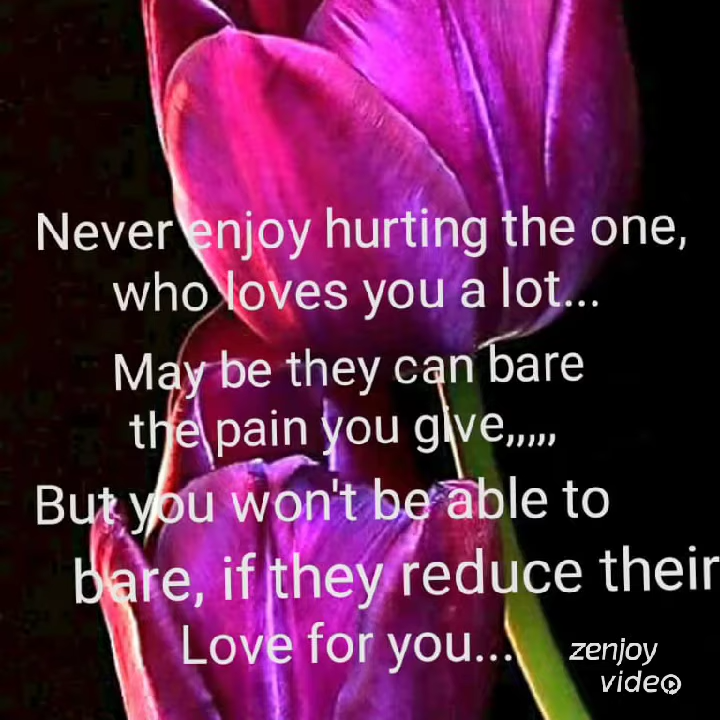 Never enjoy hurting the one,
who loves you a lot...
May be they can bare
the pain you give,,,,,
But you won't be able to
bare, if they reduce their
Love for you...
zenjoy
video